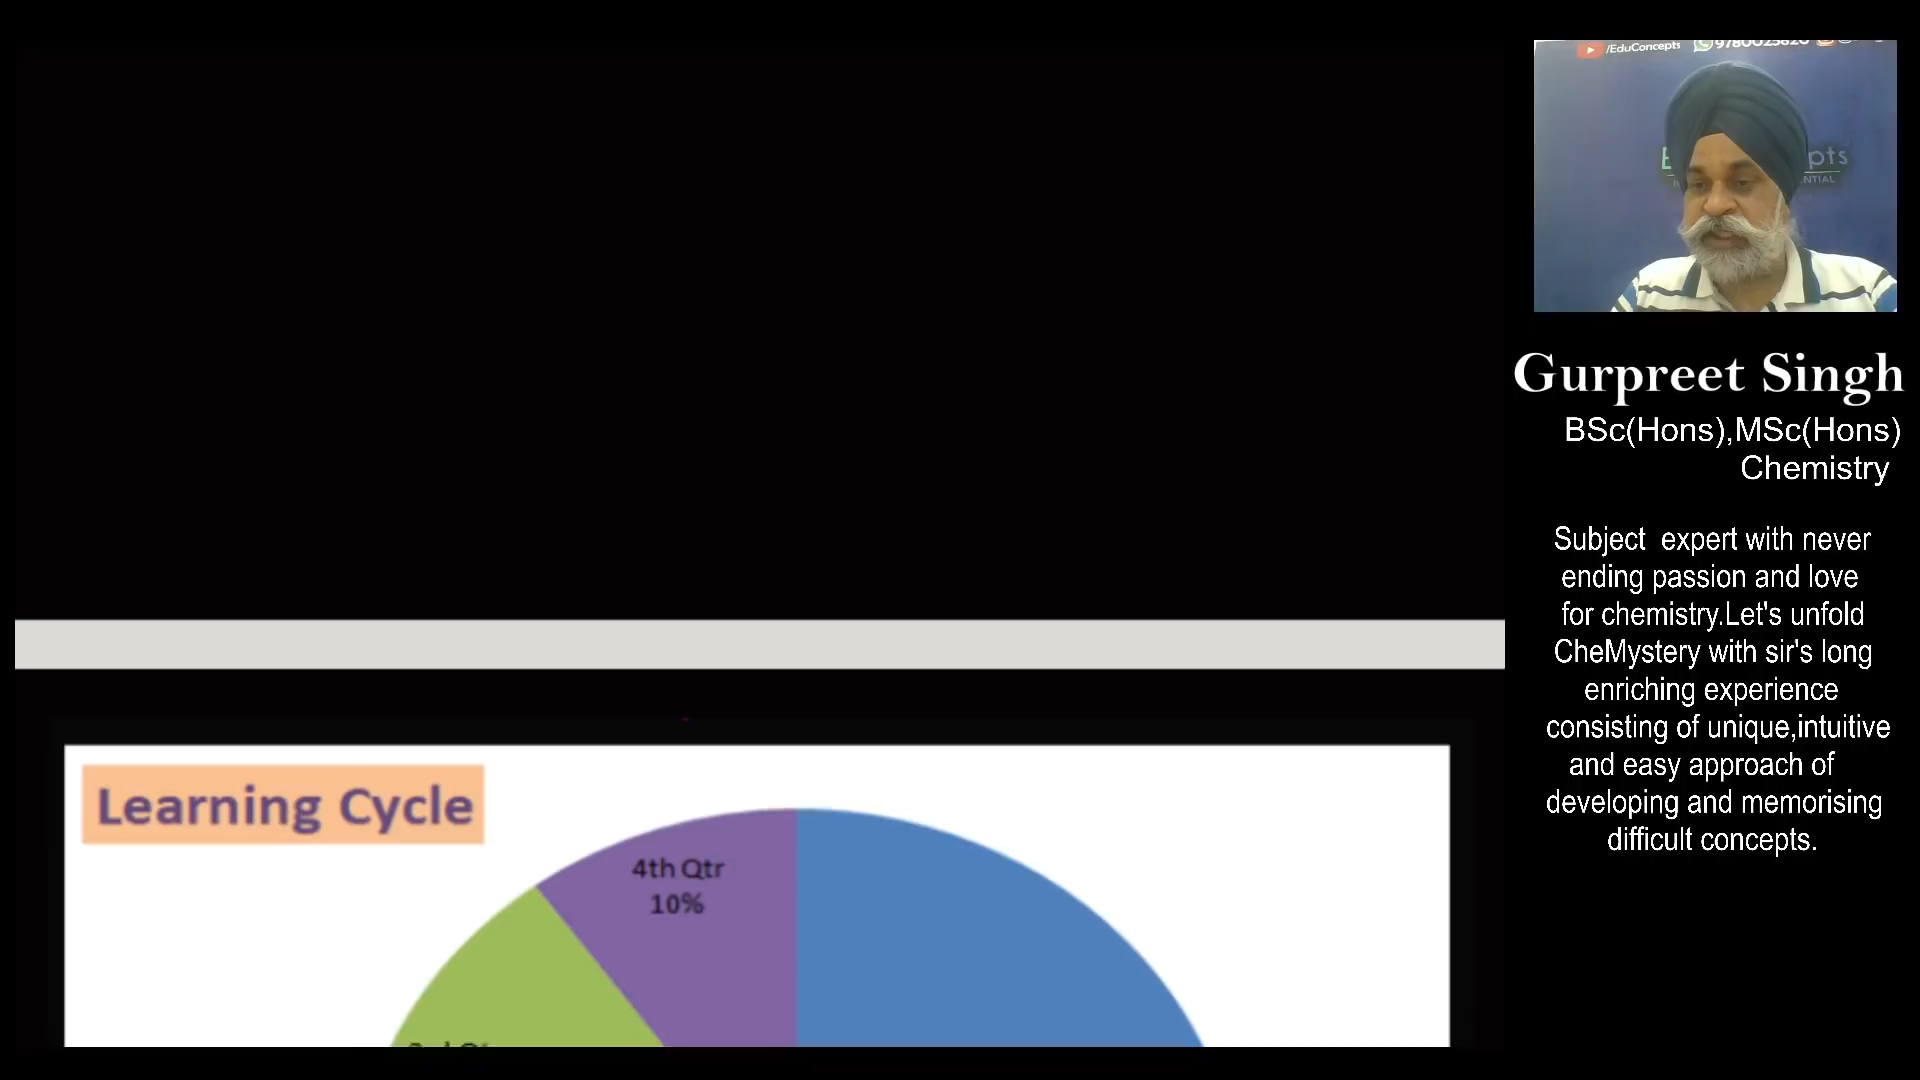 /EduConcepts
Gurpreet Singh
BSc(Hons),MSc(Hons)
Chemistry
Subject expert with never
ending passion and love
for chemistry.Let's unfold
CheMystery with sir's long
enriching experience
consisting of unique,intuitive
and easy approach of
developing and memorising
difficult concepts.
Learning Cycle
4th Qtr
10%